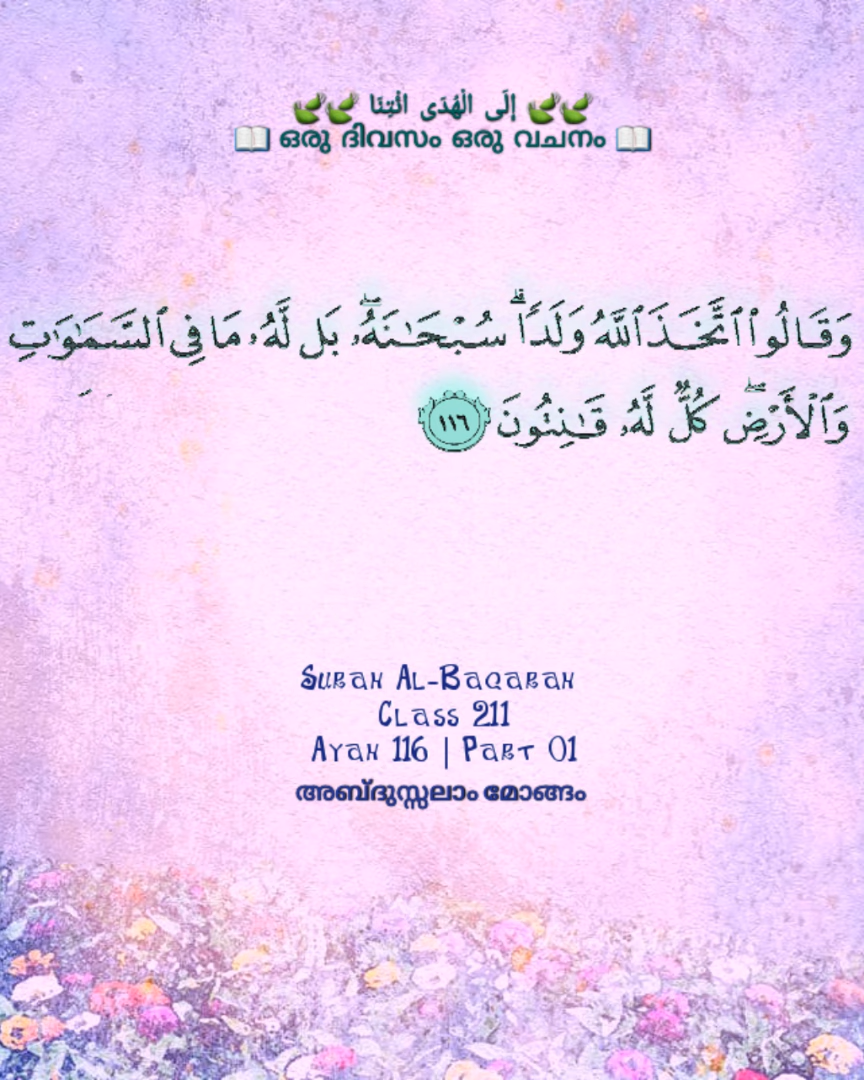 🌿🌿 إلَى الْهُدَى ائْتِنَا 🌿🌿
📖 ഒരു ദിവസം ഒരു വചനം 📖
وَقَالُوا۟ ٱتَّخَذَ ٱللَّهُ وَلَدًۭا ۗ سُبْحَـٰنَهُۥ ۖ بَل لَّهُۥ مَا فِى ٱلسَّمَـٰوَٰتِ
وَٱلْأَرْضِ ۖ كُلٌّۭ لَّهُۥ قَـٰنِتُونَ ١١٦
Surah Al-Baqarah
Class 211
Ayah 116 | Part 01
അബ്ദുസ്സലാം മോങ്ങം